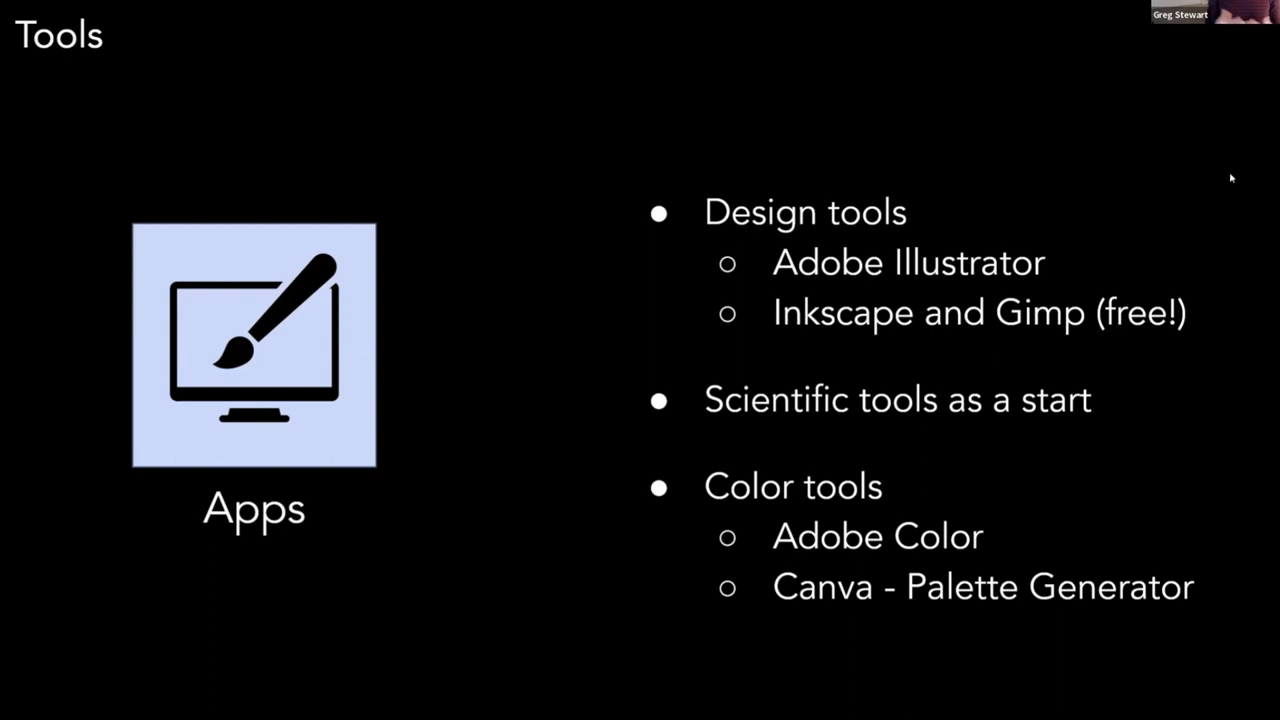 Tools
Greg Stewart
Apps
● Design tools
○ Adobe Illustrator
○ Inkscape and Gimp (free!)
● Scientific tools as a start
● Color tools
○ Adobe Color
○ Canva - Palette Generator